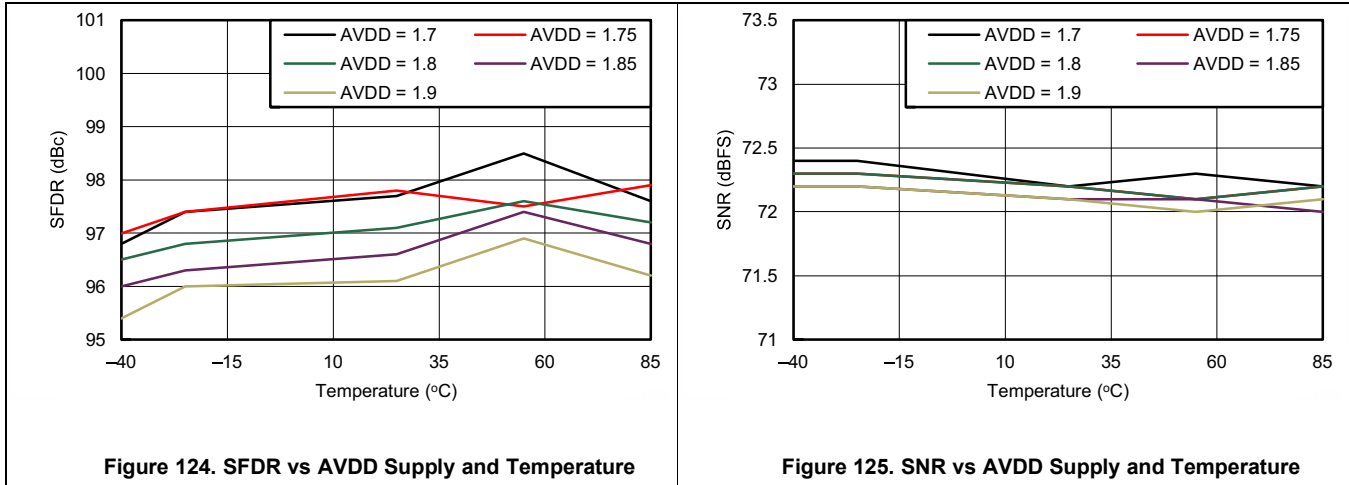 101
100
99
98
97
96
95
SFDR (dBc)
AVDD = 1.7
AVDD = 1.75
AVDD = 1.8
AVDD = 1.85
AVDD = 1.9
–40
–15
10
35
60
85
Temperature (°C)
Figure 124. SFDR vs AVDD Supply and Temperature
73.5
73
72.5
72
71.5
71
SNR (dBFS)
AVDD = 1.7
AVDD = 1.75
AVDD = 1.8
AVDD = 1.85
AVDD = 1.9
–40
–15
10
35
60
85
Temperature (°C)
Figure 125. SNR vs AVDD Supply and Temperature